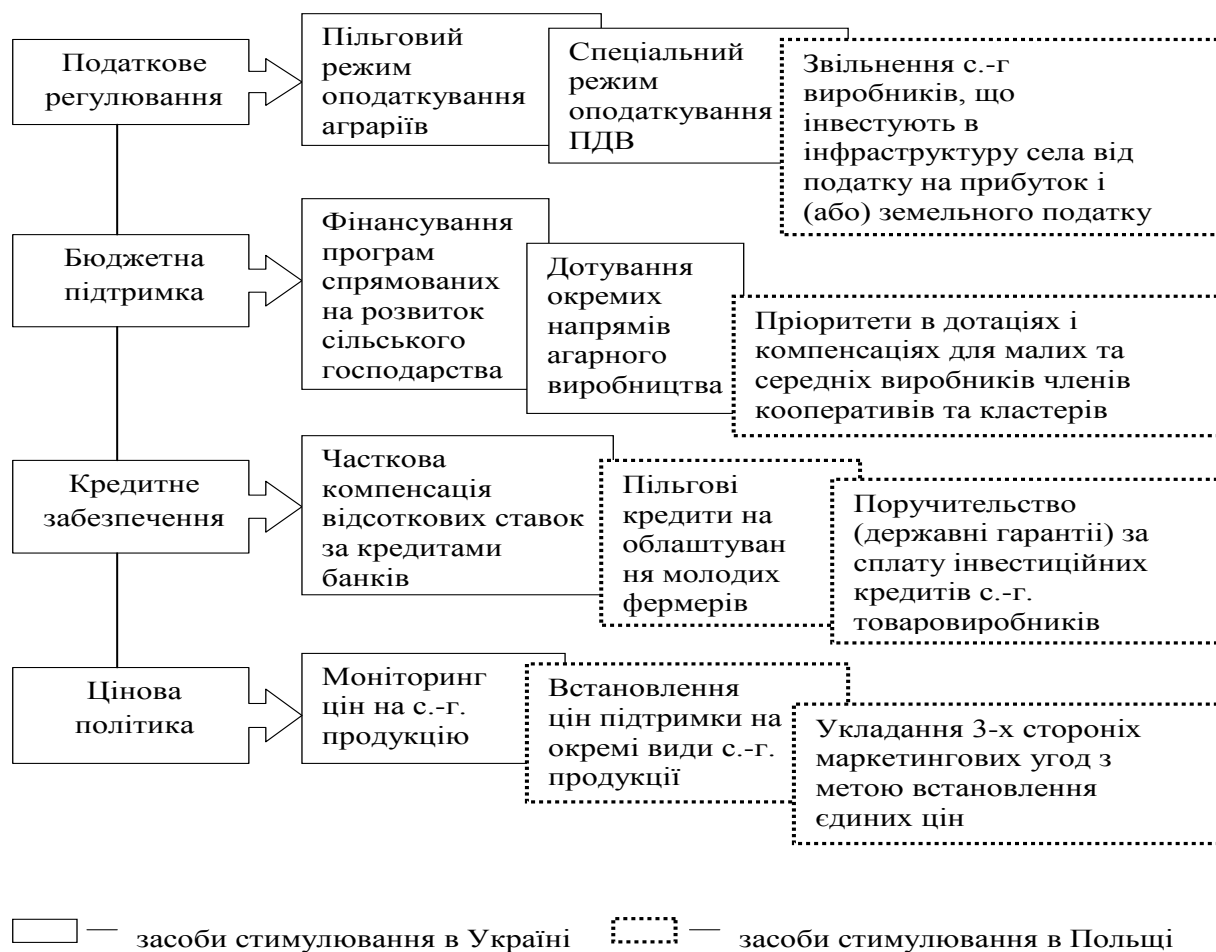 Податкове
регулювання
Пільговий
режим
оподаткування
аграріїв
Спеціальний
режим
оподаткування
ПДВ
Звільнення с.-г
виробників, що
інвестують в
інфраструктуру села від
податку на прибуток і
(або) земельного податку
Бюджетна
підтримка
Фінансування
програм
спрямованих
на розвиток
сільського
господарства
Дотування
окремих
напрямів
агарного
виробництва
Пріоритети в дотаціях і
компенсаціях для малих та
середніх виробників членів
кооперативів та кластерів
Кредитне
забезпечення
Часткова
компенсація
відсоткових ставок
за кредитами
банків
Пільгові
кредити на
облаштуван
ня молодих
фермерів
Поручительство
(державні гарантії) за
сплату інвестиційних
кредитів с.-г.
товаровиробників
Цінова
політика
Моніторинг
цін на с.-г.
продукцію
Встановлення
цін підтримки на
окремі види с.-г.
продукції
Укладання 3-х стороніх
маркетингових угод з
метою встановлення
єдиних цін
— засоби стимулювання в Україні
— засоби стимулювання в Польщі